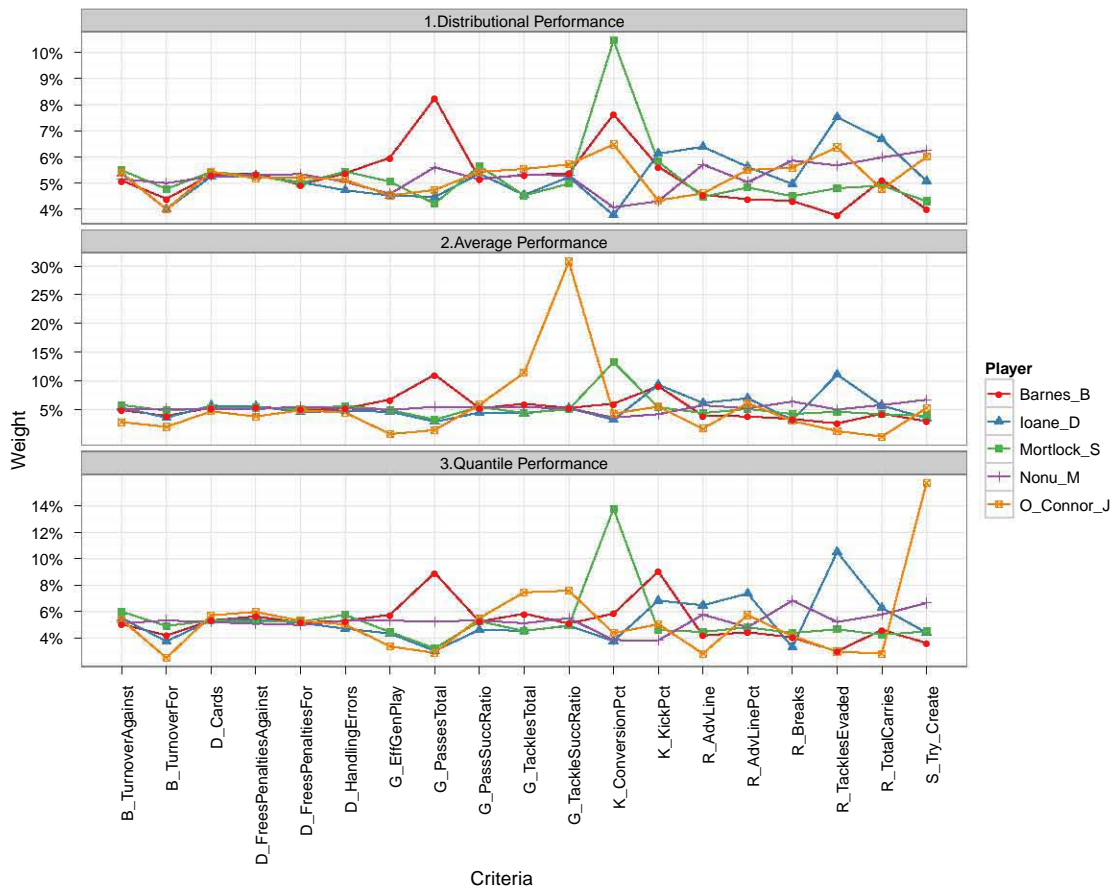 1.Distributional Performance
10%
9%
8%
7%
6%
5%
4%
2.Average Performance
30%
25%
20%
15%
10%
5%
3.Quantile Performance
14%
12%
10%
8%
6%
4%
Weight
B_TurnoverAgainst
B_TurnoverFor
D_Cards
D_FreesPenaltiesAgainst
D_FreesPenaltiesFor
D_HandlingErrors
G_EffGenPlay
G_PassesTotal
G_PassSuccRatio
G_TacklesTotal
G_TackleSuccRatio
K_ConversionPct
K_KickPct
R_AdvLine
R_AdvLinePct
R_Breaks
R_TacklesEvaded
R_TotalCarries
S_Try_Create
Criteria
Player
Barnes_B
Ioane_D
Mortlock_S
Nonu_M
O_Connor_J